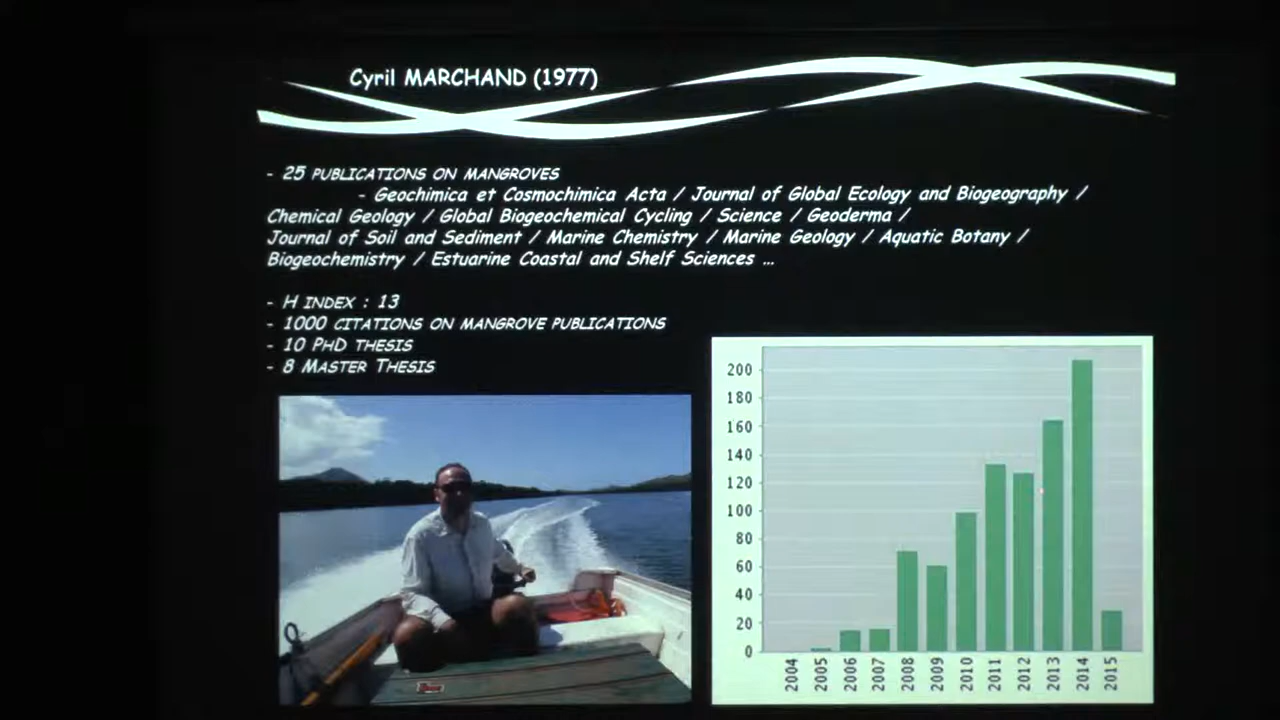 Cyril MARCHAND (1977)
- 25 PUBLICATIONS ON MANGROVES
- Geochimica et Cosmochimica Acta / Journal of Global Ecology and Biogeography /
Chemical Geology / Global Biogeochemical Cycling / Science / Geoderma /
Journal of Soil and Sediment / Marine Chemistry / Marine Geology / Aquatic Botany /
Biogeochemistry / Estuarine Coastal and Shelf Sciences ...
- H INDEX : 13
- 1000 CITATIONS ON MANGROVE PUBLICATIONS
- 10 PHD THESIS
- 8 MASTER THESIS
200
180
160
140
120
100
80
60
40
20
0
2004
2005
2006
2007
2008
2009
2010
2011
2012
2013
2014
2015